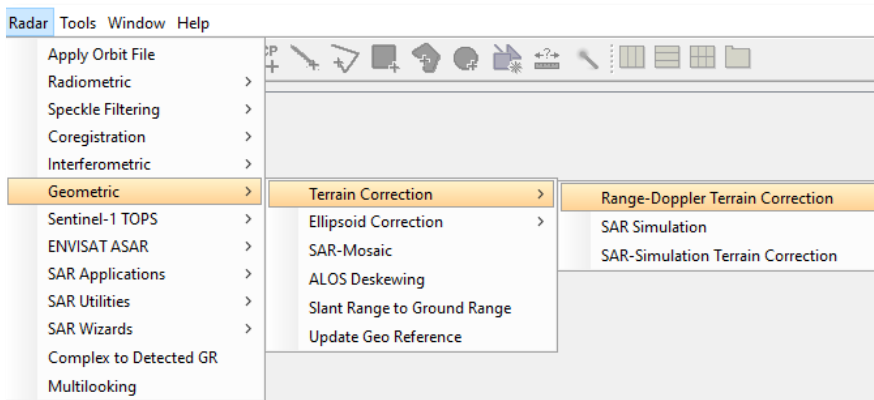 Radar Tools Window Help
Apply Orbit File
Radiometric
Speckle Filtering
Coregistration
Interferometric
Geometric
Sentinel-1 TOPS
ENVISAT ASAR
SAR Applications
SAR Utilities
SAR Wizards
Complex to Detected GR
Multilooking
Terrain Correction
Ellipsoid Correction
SAR-Mosaic
ALOS Deskewing
Slant Range to Ground Range
Update Geo Reference
Range-Doppler Terrain Correction
SAR Simulation
SAR-Simulation Terrain Correction